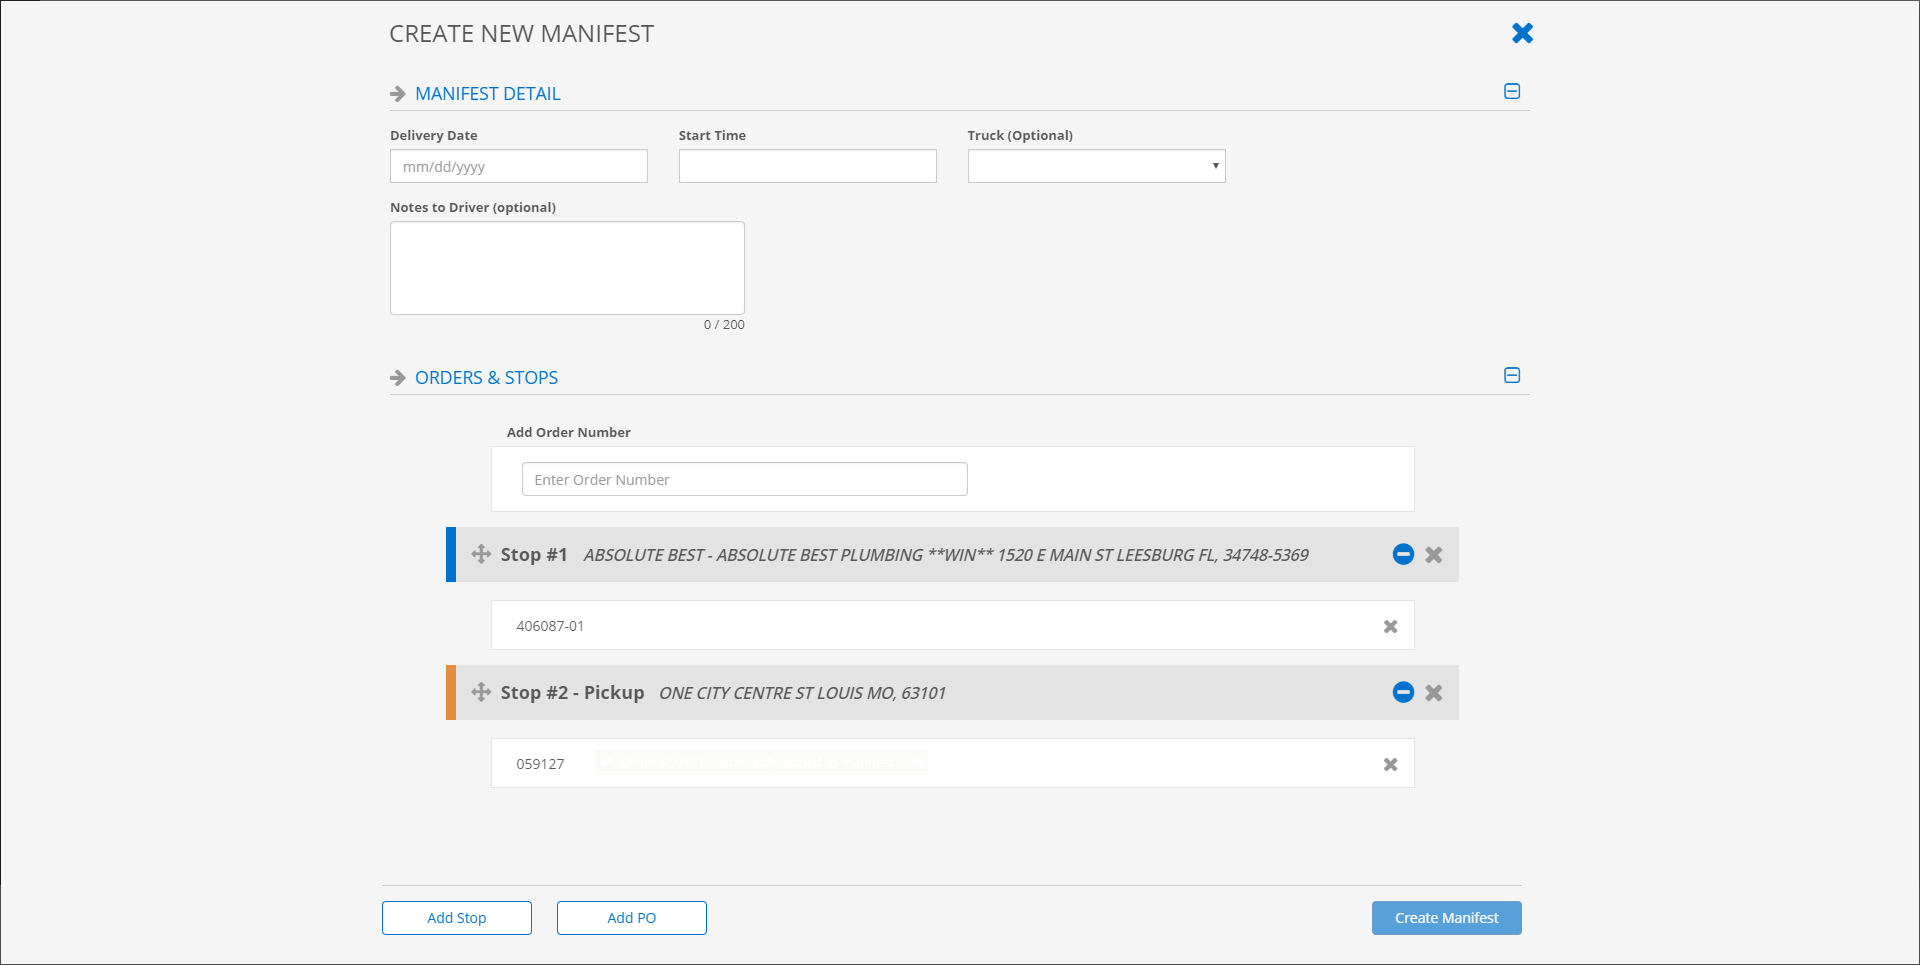 CREATE NEW MANIFEST
MANIFEST DETAIL
Delivery Date
Start Time
Truck (Optional)
mm/dd/yyyy
Notes to Driver (optional)
0 / 200
ORDERS & STOPS
Add Order Number
Enter Order Number
Stop #1 ABSOLUTE BEST - ABSOLUTE BEST PLUMBING **WIN** 1520 E MAIN ST LEESBURG FL, 34748-5369
406087-01
Stop #2 - Pickup ONE CITY CENTRE ST LOUIS MO, 63101
059127
Add Stop
Add PO
Create Manifest